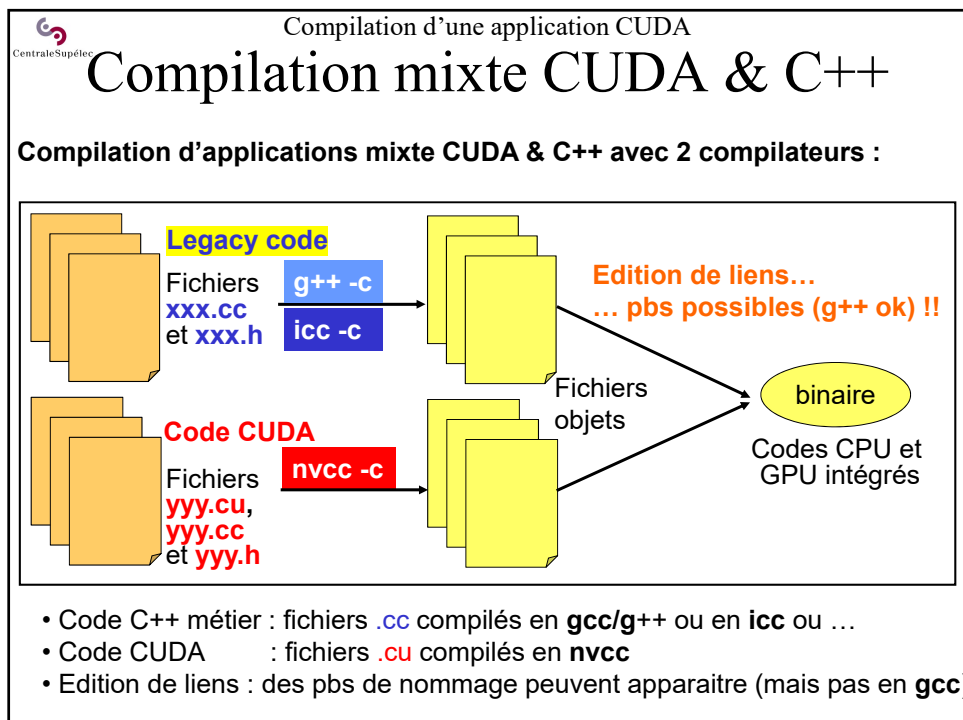 Compilation d'une application CUDA
CentraleSupélec
Compilation mixte CUDA & C++
Compilation d'applications mixte CUDA & C++ avec 2 compilateurs :
Legacy code
Fichiers
xxx.cc
et xxx.h
g++ -c
icc -c
Edition de liens…
… pbs possibles (g++ ok) !!
Fichiers
objets
binaire
Codes CPU et
GPU intégrés
Code CUDA
Fichiers
yyy.cu,
yyy.cc
et yyy.h
nvcc -c
• Code C++ métier : fichiers .cc compilés en gcc/g++ ou en icc ou …
• Code CUDA : fichiers .cu compilés en nvcc
• Edition de liens : des pbs de nommage peuvent apparaitre (mais pas en gcc)